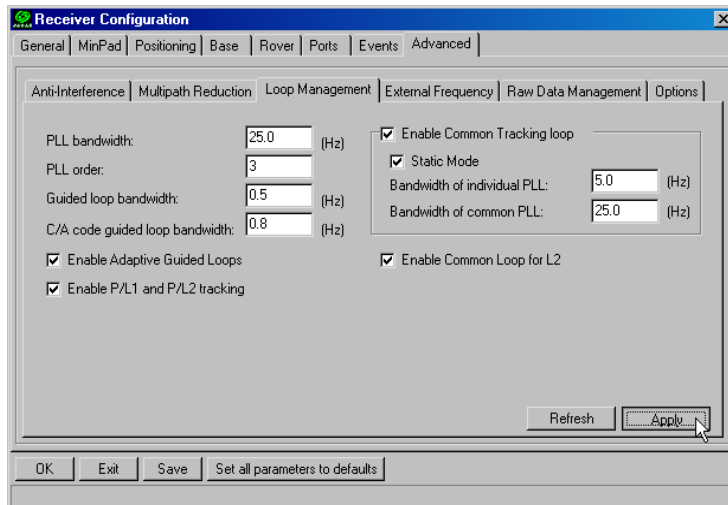 Receiver Configuration
General MinPad Positioning Base Rover Ports Events Advanced
Anti-Interference Multipath Reduction Loop Management External Frequency Raw Data Management Options
PLL bandwidth: 25.0 (Hz)
PLL order: 3
Guided loop bandwidth: 0.5 (Hz)
C/A code guided loop bandwidth: 0.8 (Hz)
Enable Adaptive Guided Loops
Enable P/L1 and P/L2 tracking
Enable Common Tracking loop
Static Mode
Bandwidth of individual PLL: 5.0 (Hz)
Bandwidth of common PLL: 25.0 (Hz)
Enable Common Loop for L2
Refresh Apply
OK Exit Save Set all parameters to defaults